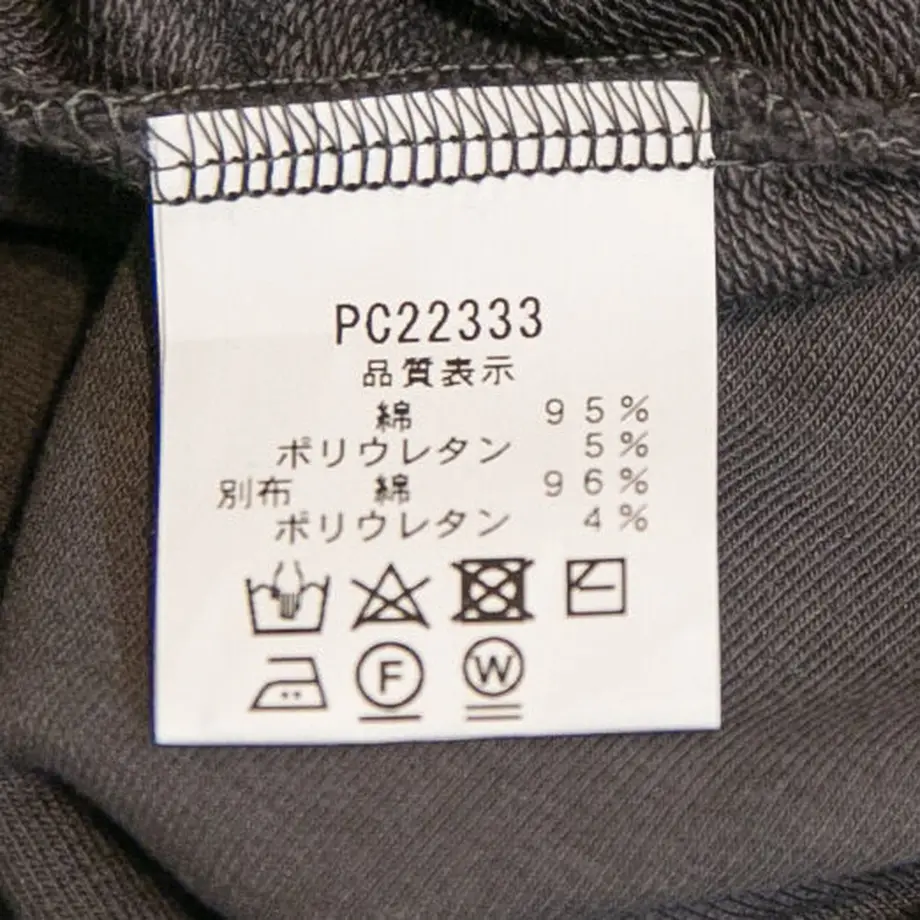 PC22333
品質表示
綿 95%
ポリウレタン 5%
別布 綿 96%
ポリウレタン 4%
F W